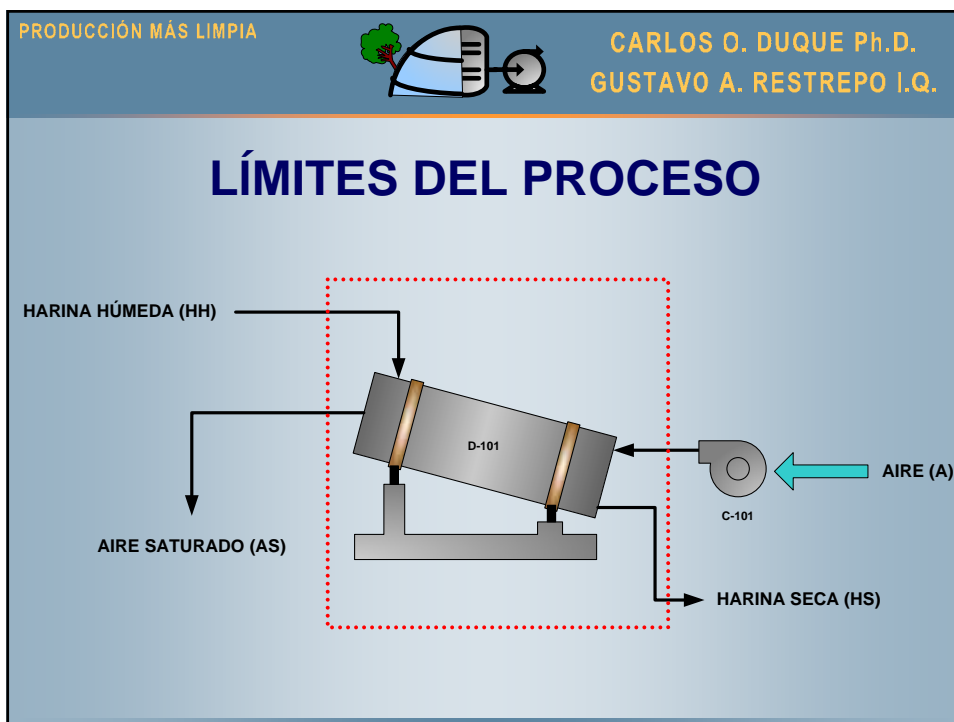 PRODUCCIÓN MÁS LIMPIA
CARLOS O. DUQUE Ph.D.
GUSTAVO A. RESTREPO I.Q.
LÍMITES DEL PROCESO
HARINA HÚMEDA (HH)
D-101
AIRE (A)
C-101
AIRE SATURADO (AS)
HARINA SECA (HS)